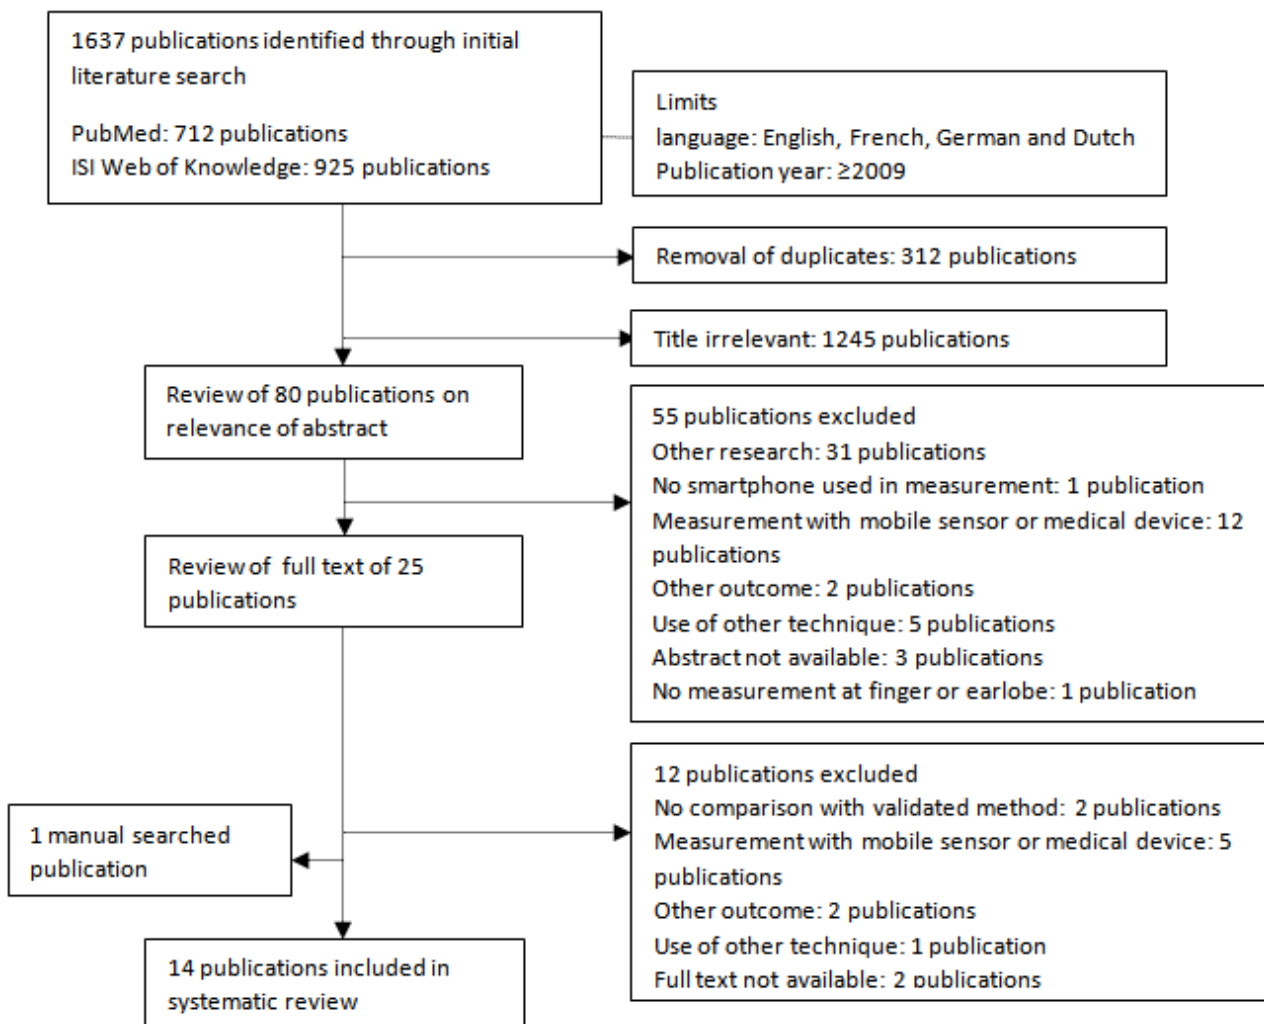 1637 publications identified through initial
literature search
PubMed: 712 publications
ISI Web of Knowledge: 925 publications
Limits
language: English, French, German and Dutch
Publication year: ≥2009
Removal of duplicates: 312 publications
Title irrelevant: 1245 publications
Review of 80 publications on
relevance of abstract
55 publications excluded
Other research: 31 publications
No smartphone used in measurement: 1 publication
Measurement with mobile sensor or medical device: 12
publications
Other outcome: 2 publications
Use of other technique: 5 publications
Abstract not available: 3 publications
No measurement at finger or earlobe: 1 publication
Review of full text of 25
publications
12 publications excluded
No comparison with validated method: 2 publications
Measurement with mobile sensor or medical device: 5
publications
Other outcome: 2 publications
Use of other technique: 1 publication
Full text not available: 2 publications
1 manual searched
publication
14 publications included in
systematic review